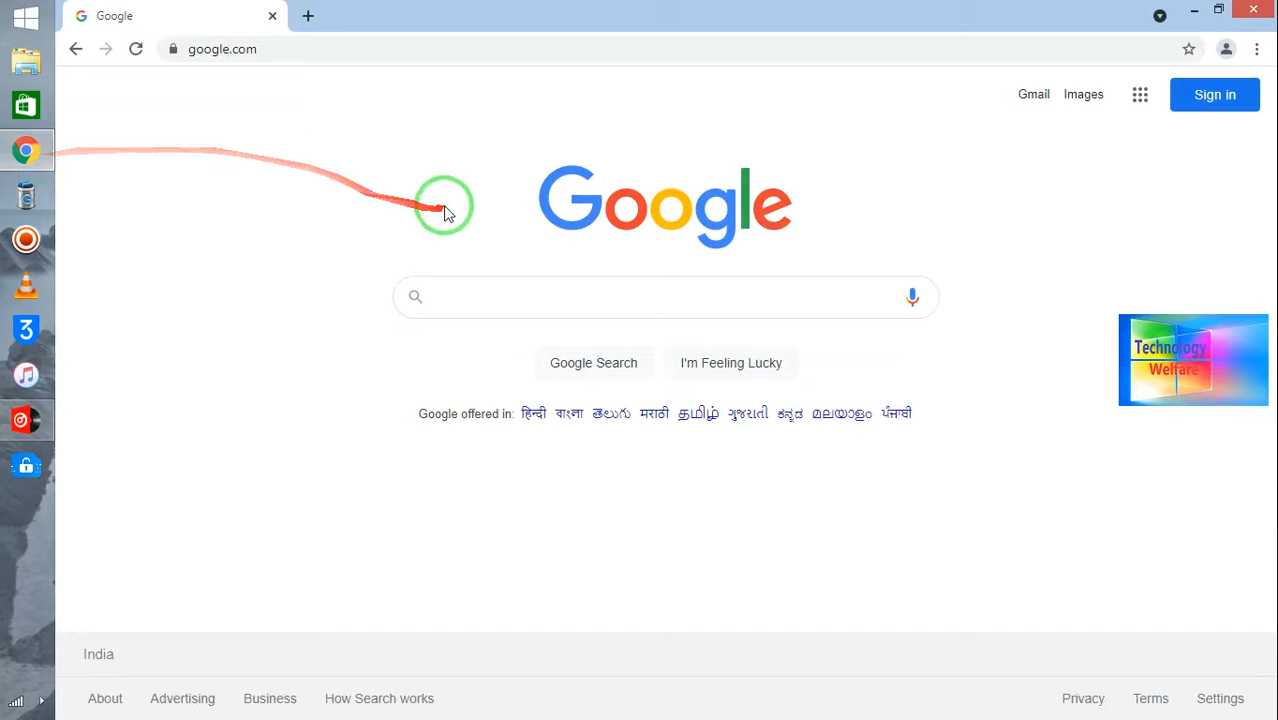 Google
google.com
Gmail Images Sign in
Google
Google Search I'm Feeling Lucky
Technology
Welfare
Google offered in: हिन्दी বাংলা తెలుగు मराठी தமிழ் ગુજરાતી ಕನ್ನಡ മലയാളം ਪੰਜਾਬੀ
India
About Advertising Business How Search works Privacy Terms Settings